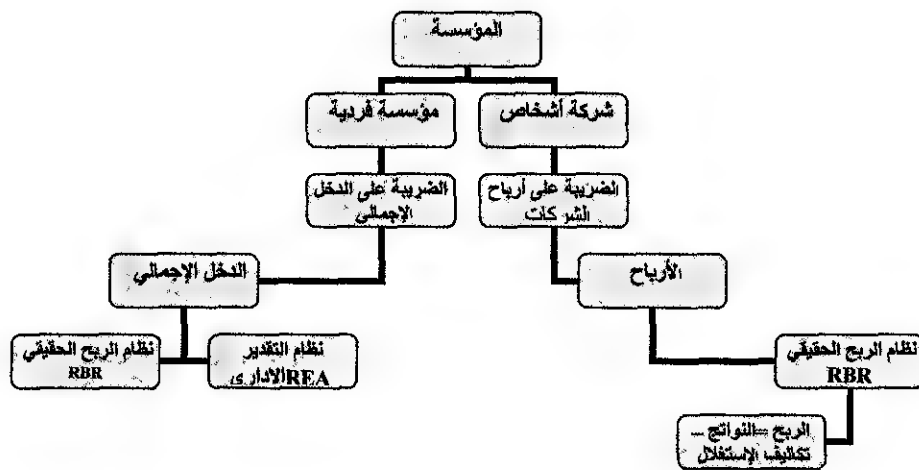 المؤسسة
شركة أشخاص
مؤسسة فردية
الضريبة على أرباح
الشركات
الضريبة على الدخل
الإجمالي
الأرباح
الدخل الإجمالي
نظام الربح الحقيقي
RBR
نظام التقدير
الاداري REA
نظام الربح الحقيقي
RBR
الربح =النواتج –
تكاليف الإستغلال